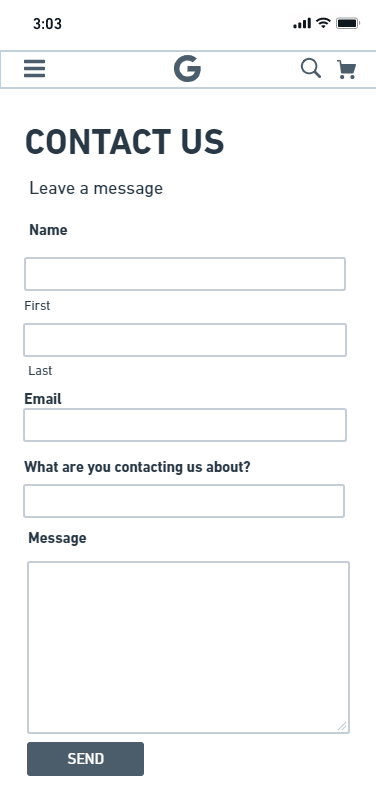 3:03
G
CONTACT US
Leave a message
Name
First
Last
Email
What are you contacting us about?
Message
SEND